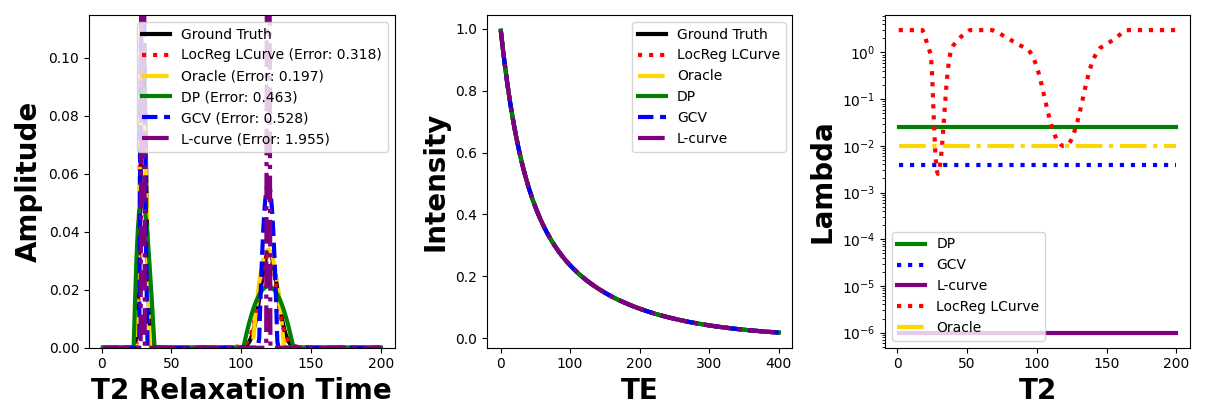 Amplitude
0.10
0.08
0.06
0.04
0.02
0.00
Ground Truth
LocReg LCurve (Error: 0.318)
Oracle (Error: 0.197)
DP (Error: 0.463)
GCV (Error: 0.528)
L-curve (Error: 1.955)
0 50 100 150 200
T2 Relaxation Time
Intensity
1.0
0.8
0.6
0.4
0.2
0.0
Ground Truth
LocReg LCurve
Oracle
DP
GCV
L-curve
0 100 200 300 400
TE
Lambda
10⁰
10⁻¹
10⁻²
10⁻³
10⁻⁴
10⁻⁵
10⁻⁶
DP
GCV
L-curve
LocReg LCurve
Oracle
0 50 100 150 200
T2